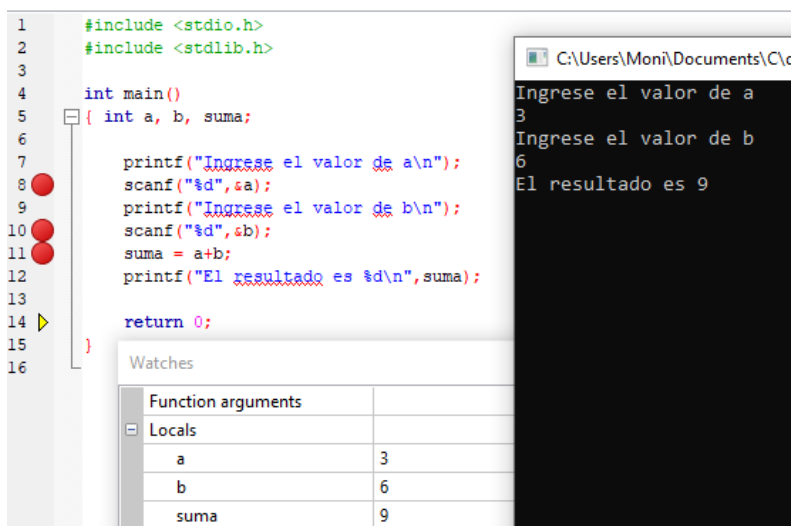 1 #include <stdio.h>
2 #include <stdlib.h>
3
4 int main()
5 { int a, b, suma;
6
7 printf("Ingrese el valor de a\n");
8 scanf("%d",&a);
9 printf("Ingrese el valor de b\n");
10 scanf("%d",&b);
11 suma = a+b;
12 printf("El resultado es %d\n",suma);
13
14 return 0;
15 }
16
C:\Users\Moni\Documents\C\
Ingrese el valor de a
3
Ingrese el valor de b
6
El resultado es 9
Watches
Function arguments
Locals
a 3
b 6
suma 9